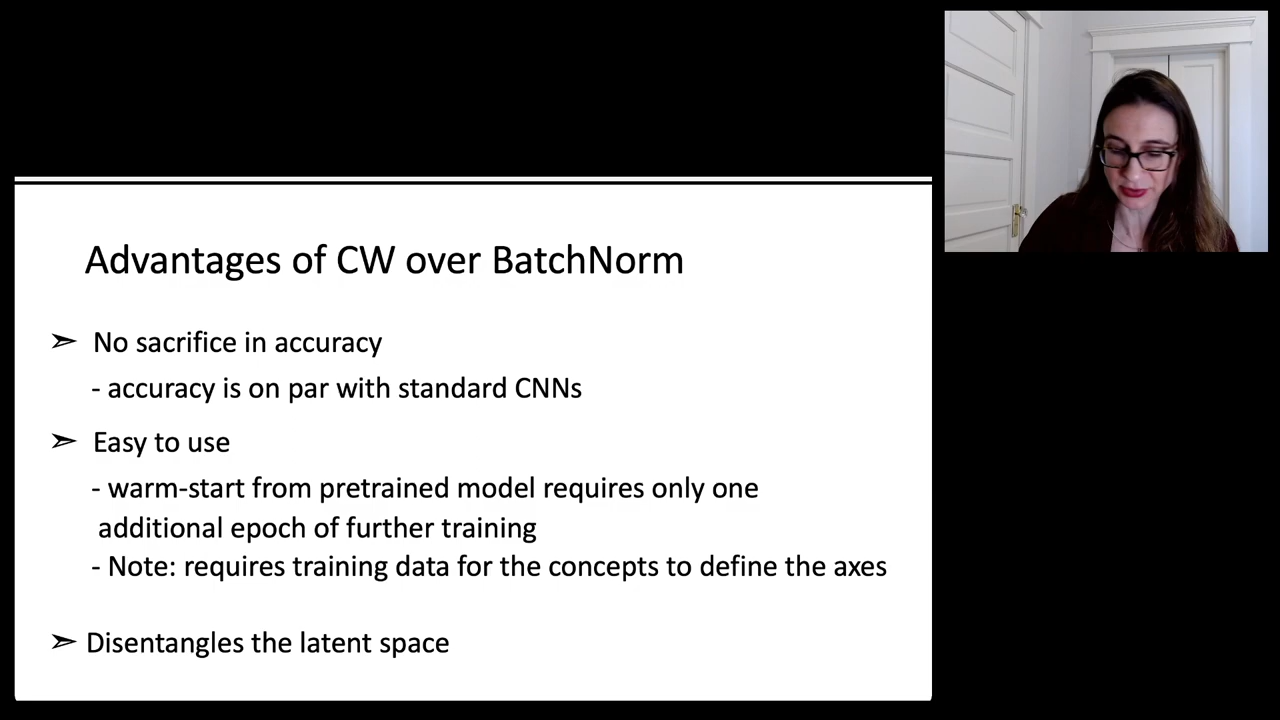 Advantages of CW over BatchNorm
➢ No sacrifice in accuracy
- accuracy is on par with standard CNNs
➢ Easy to use
- warm-start from pretrained model requires only one
additional epoch of further training
- Note: requires training data for the concepts to define the axes
➢ Disentangles the latent space